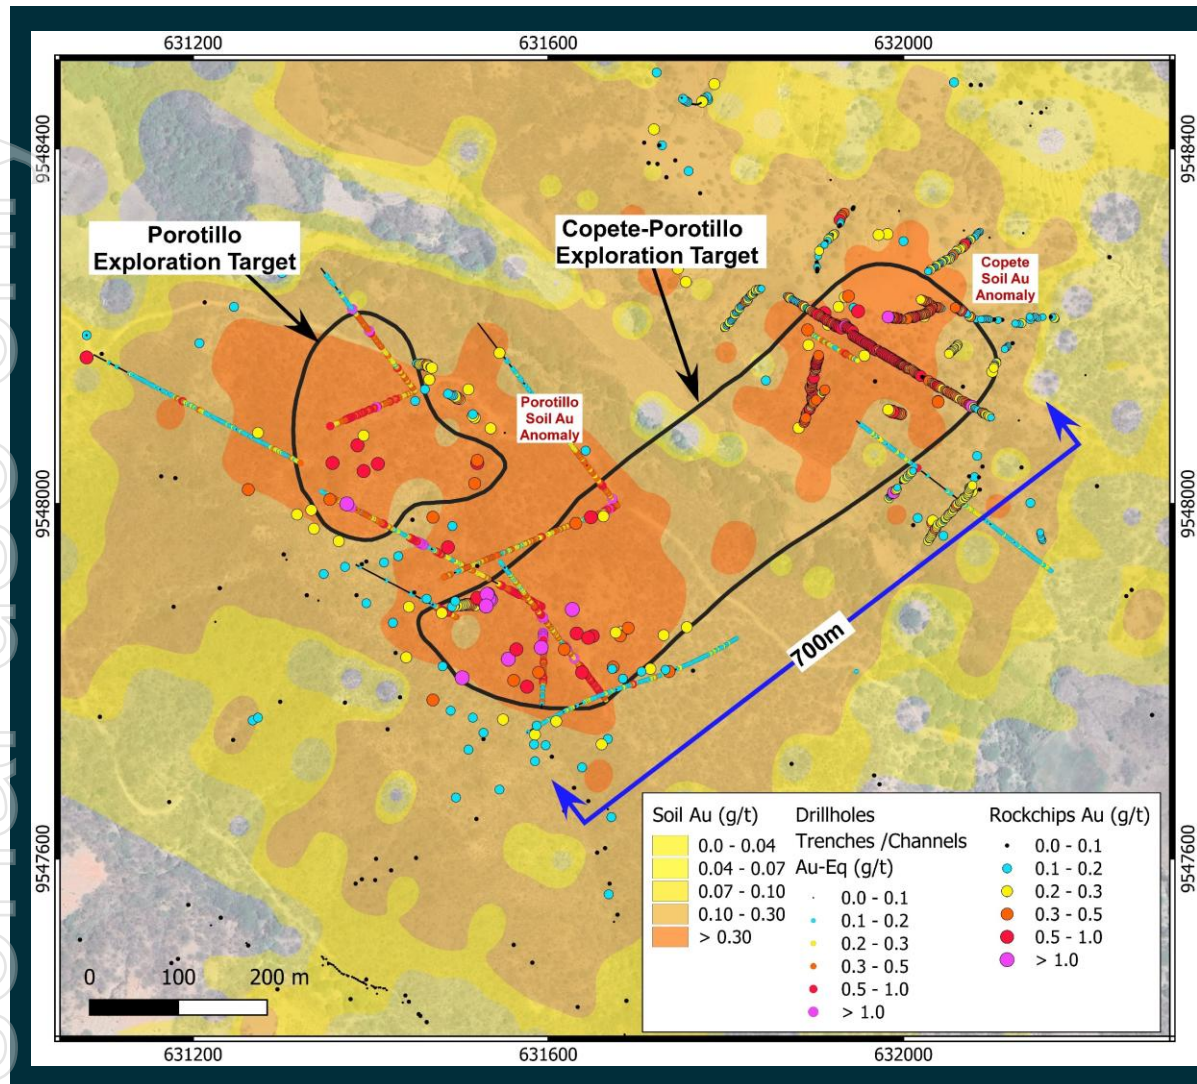 631200
631600
632000
9548400
9548400
Porotillo
Exploration Target
Copete-Porotillo
Exploration Target
Copete
Soil Au
Anomaly
Porotillo
Soil Au
Anomaly
9548000
9548000
700m
9547600
9547600
Soil Au (g/t)
0.0 - 0.04
0.04 - 0.07
0.07 - 0.10
0.10 - 0.30
> 0.30
Drillholes
Trenches /Channels
Au-Eq (g/t)
0.0 - 0.1
0.1 - 0.2
0.2 - 0.3
0.3 - 0.5
0.5 - 1.0
> 1.0
Rockchips Au (g/t)
0.0 - 0.1
0.1 - 0.2
0.2 - 0.3
0.3 - 0.5
0.5 - 1.0
> 1.0
0 100 200 m
631200
631600
632000